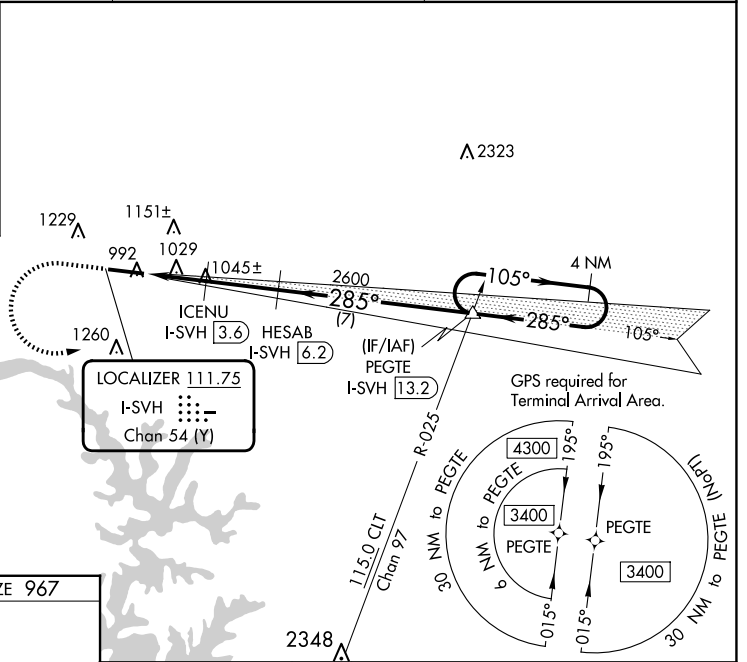 2323
1229
1151±
992
1029
1045±
2600
105°
4 NM
285°
(7)
285°
105°
ICENU
I-SVH 3.6
HESAB
I-SVH 6.2
(IF/IAF)
PEGTE
I-SVH 13.2
1260
LOCALIZER 111.75
I-SVH
Chan 54 (Y)
R-025
115.0 CLT
Chan 97
GPS required for
Terminal Arrival Area.
30 NM to PEGTE
4300
195°
6 NM to PEGTE
3400
PEGTE
015°
195°
PEGTE
3400
015°
30 NM to PEGTE (NoPT)
ZE 967
2348